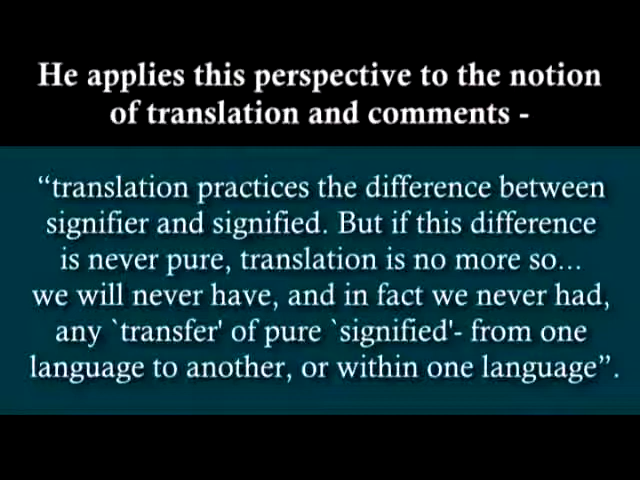 He applies this perspective to the notion
of translation and comments -
“translation practices the difference between
signifier and signified. But if this difference
is never pure, translation is no more so...
we will never have, and in fact we never had,
any `transfer' of pure `signified'- from one
language to another, or within one language”.